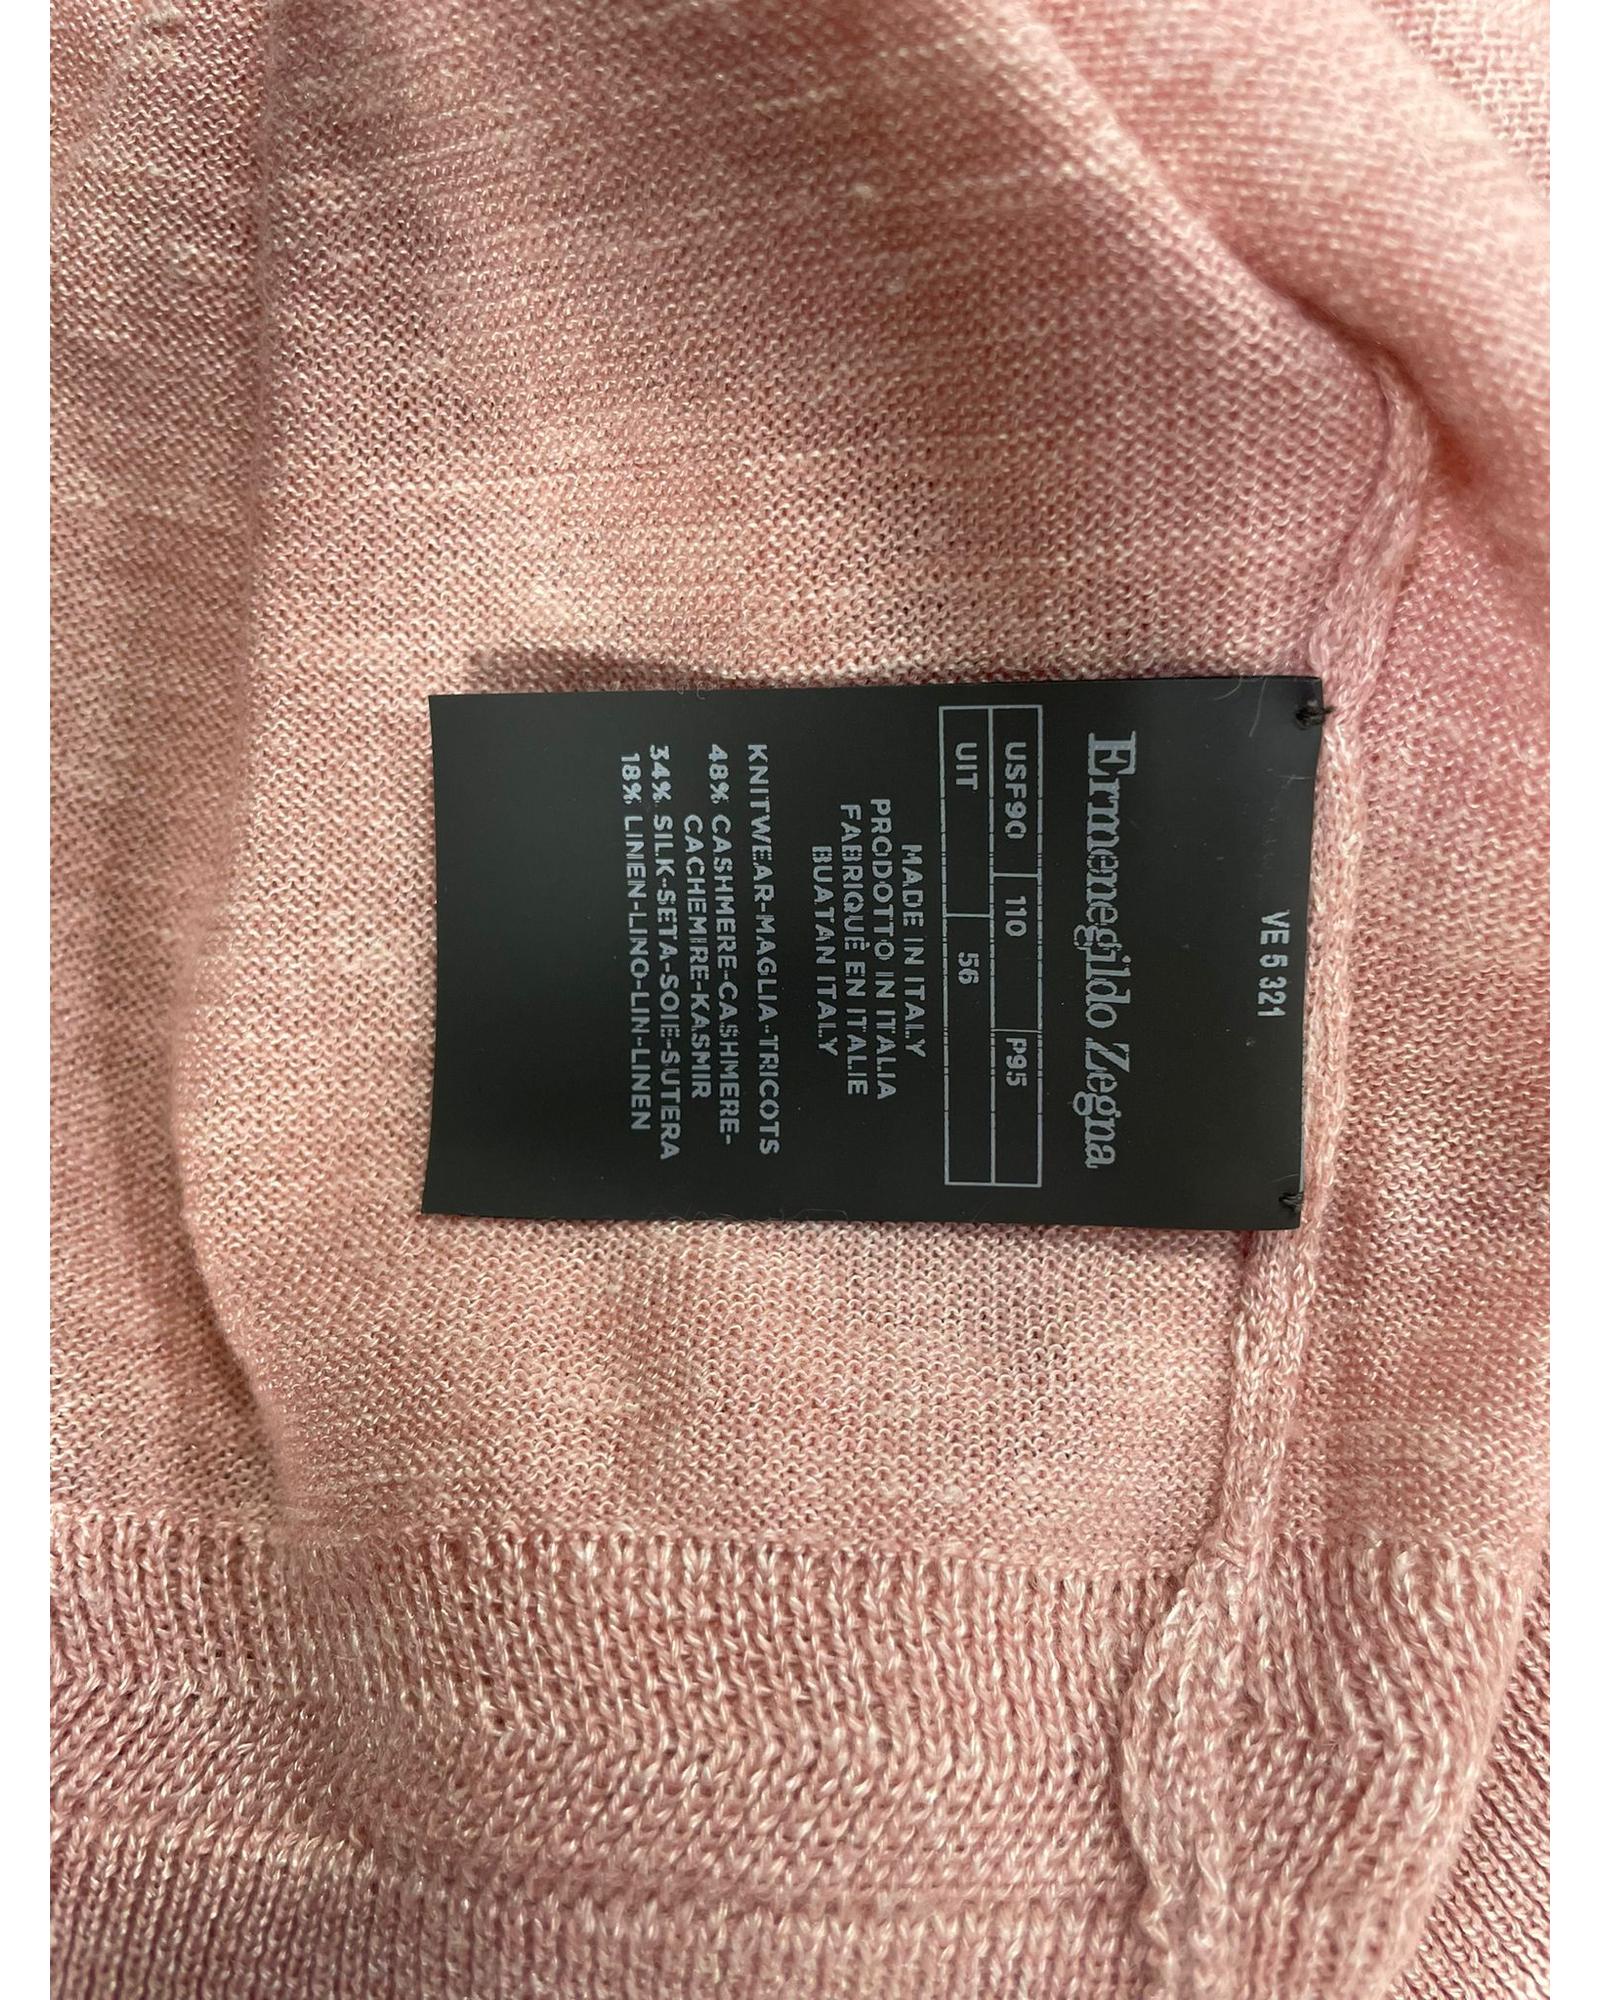 VE 5 321
Ermenegildo Zegna
USF90 110 P95
UIT 56
MADE IN ITALY
PRODOTTO IN ITALIA
FABRIQUÉ EN ITALIE
BUATAN ITALY
KNITWEAR-MAGLIA-TRICOTS
48% CASHMERE-CASHMERE-
CACHEMIRE-KASMIR
34% SILK-SETA-SOIE-SUTERA
18% LINEN-LINO-LIN-LINEN